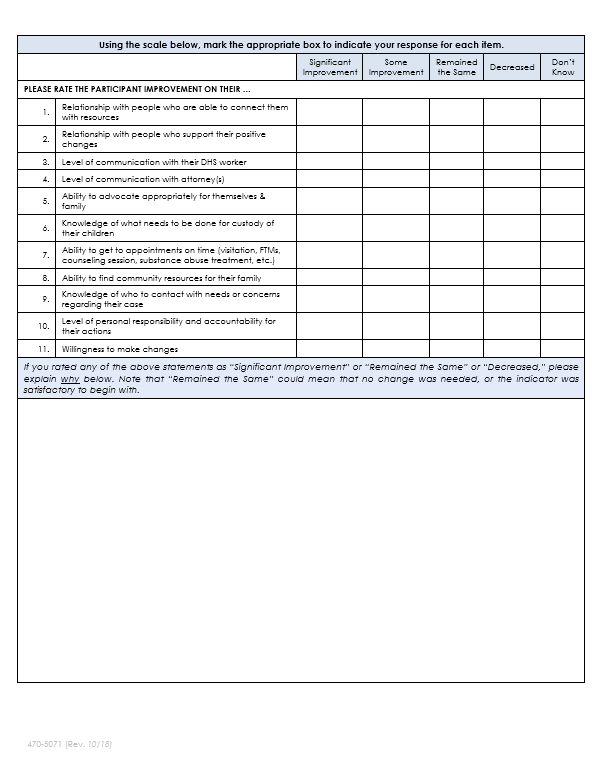 Using the scale below, mark the appropriate box to indicate your response for each item.
Significant Improvement
Some Improvement
Remained the Same
Decreased
Don't Know
PLEASE RATE THE PARTICIPANT IMPROVEMENT ON THEIR ...
1. Relationship with people who are able to connect them
with resources
2. Relationship with people who support their positive
changes
3. Level of communication with their DHS worker
4. Level of communication with attorney(s)
5. Ability to advocate appropriately for themselves &
family
6. Knowledge of what needs to be done for custody of
their children
7. Ability to get to appointments on time (visitation, FTMs,
counseling session, substance abuse treatment, etc.)
8. Ability to find community resources for their family
9. Knowledge of who to contact with needs or concerns
regarding their case
10. Level of personal responsibility and accountability for
their actions
11. Willingness to make changes
If you rated any of the above statements as "Significant Improvement" or "Remained the Same" or "Decreased," please
explain why below. Note that "Remained the Same" could mean that no change was needed, or the indicator was
satisfactory to begin with.
470-5071 (Rev. 10/18)